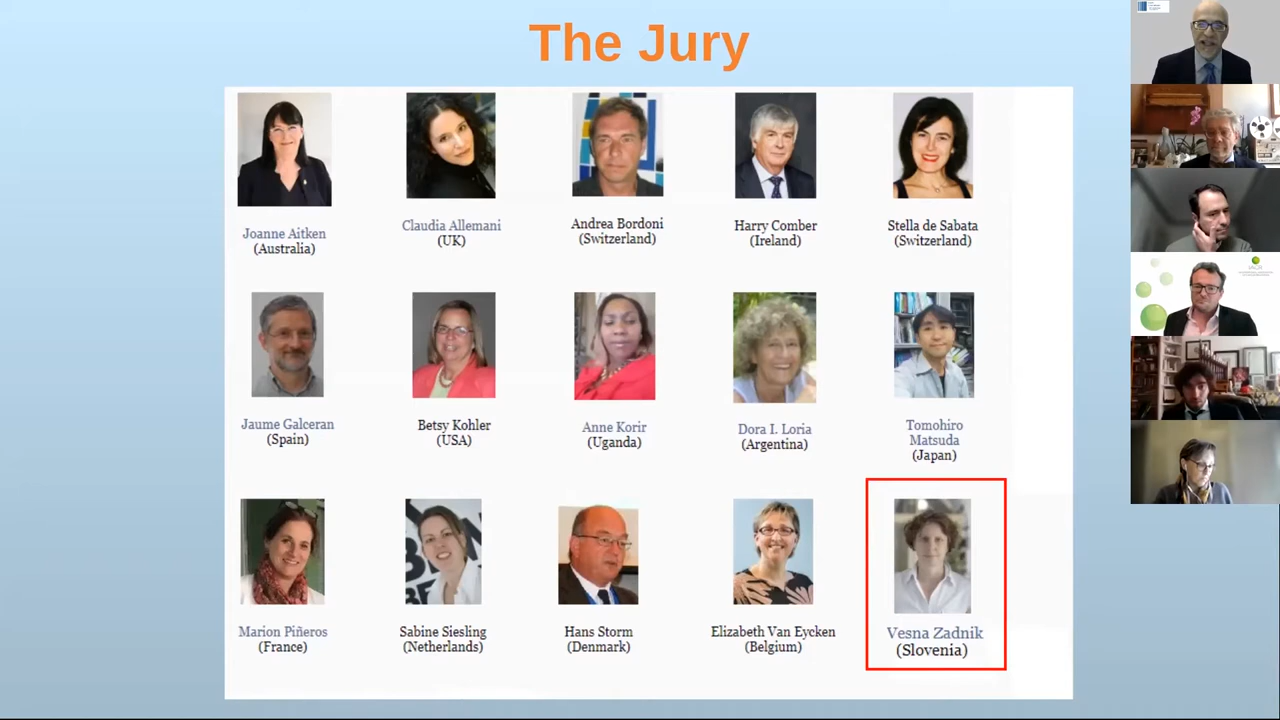 The Jury
Joanne Aitken
(Australia)
Claudia Allemani
(UK)
Andrea Bordoni
(Switzerland)
Harry Comber
(Ireland)
Stella de Sabata
(Switzerland)
Jaume Galceran
(Spain)
Betsy Kohler
(USA)
Anne Korir
(Uganda)
Dora I. Loria
(Argentina)
Tomohiro
Matsuda
(Japan)
Marion Piñeros
(France)
Sabine Siesling
(Netherlands)
Hans Storm
(Denmark)
Elizabeth Van Eycken
(Belgium)
Vesna Zadnik
(Slovenia)
IACR